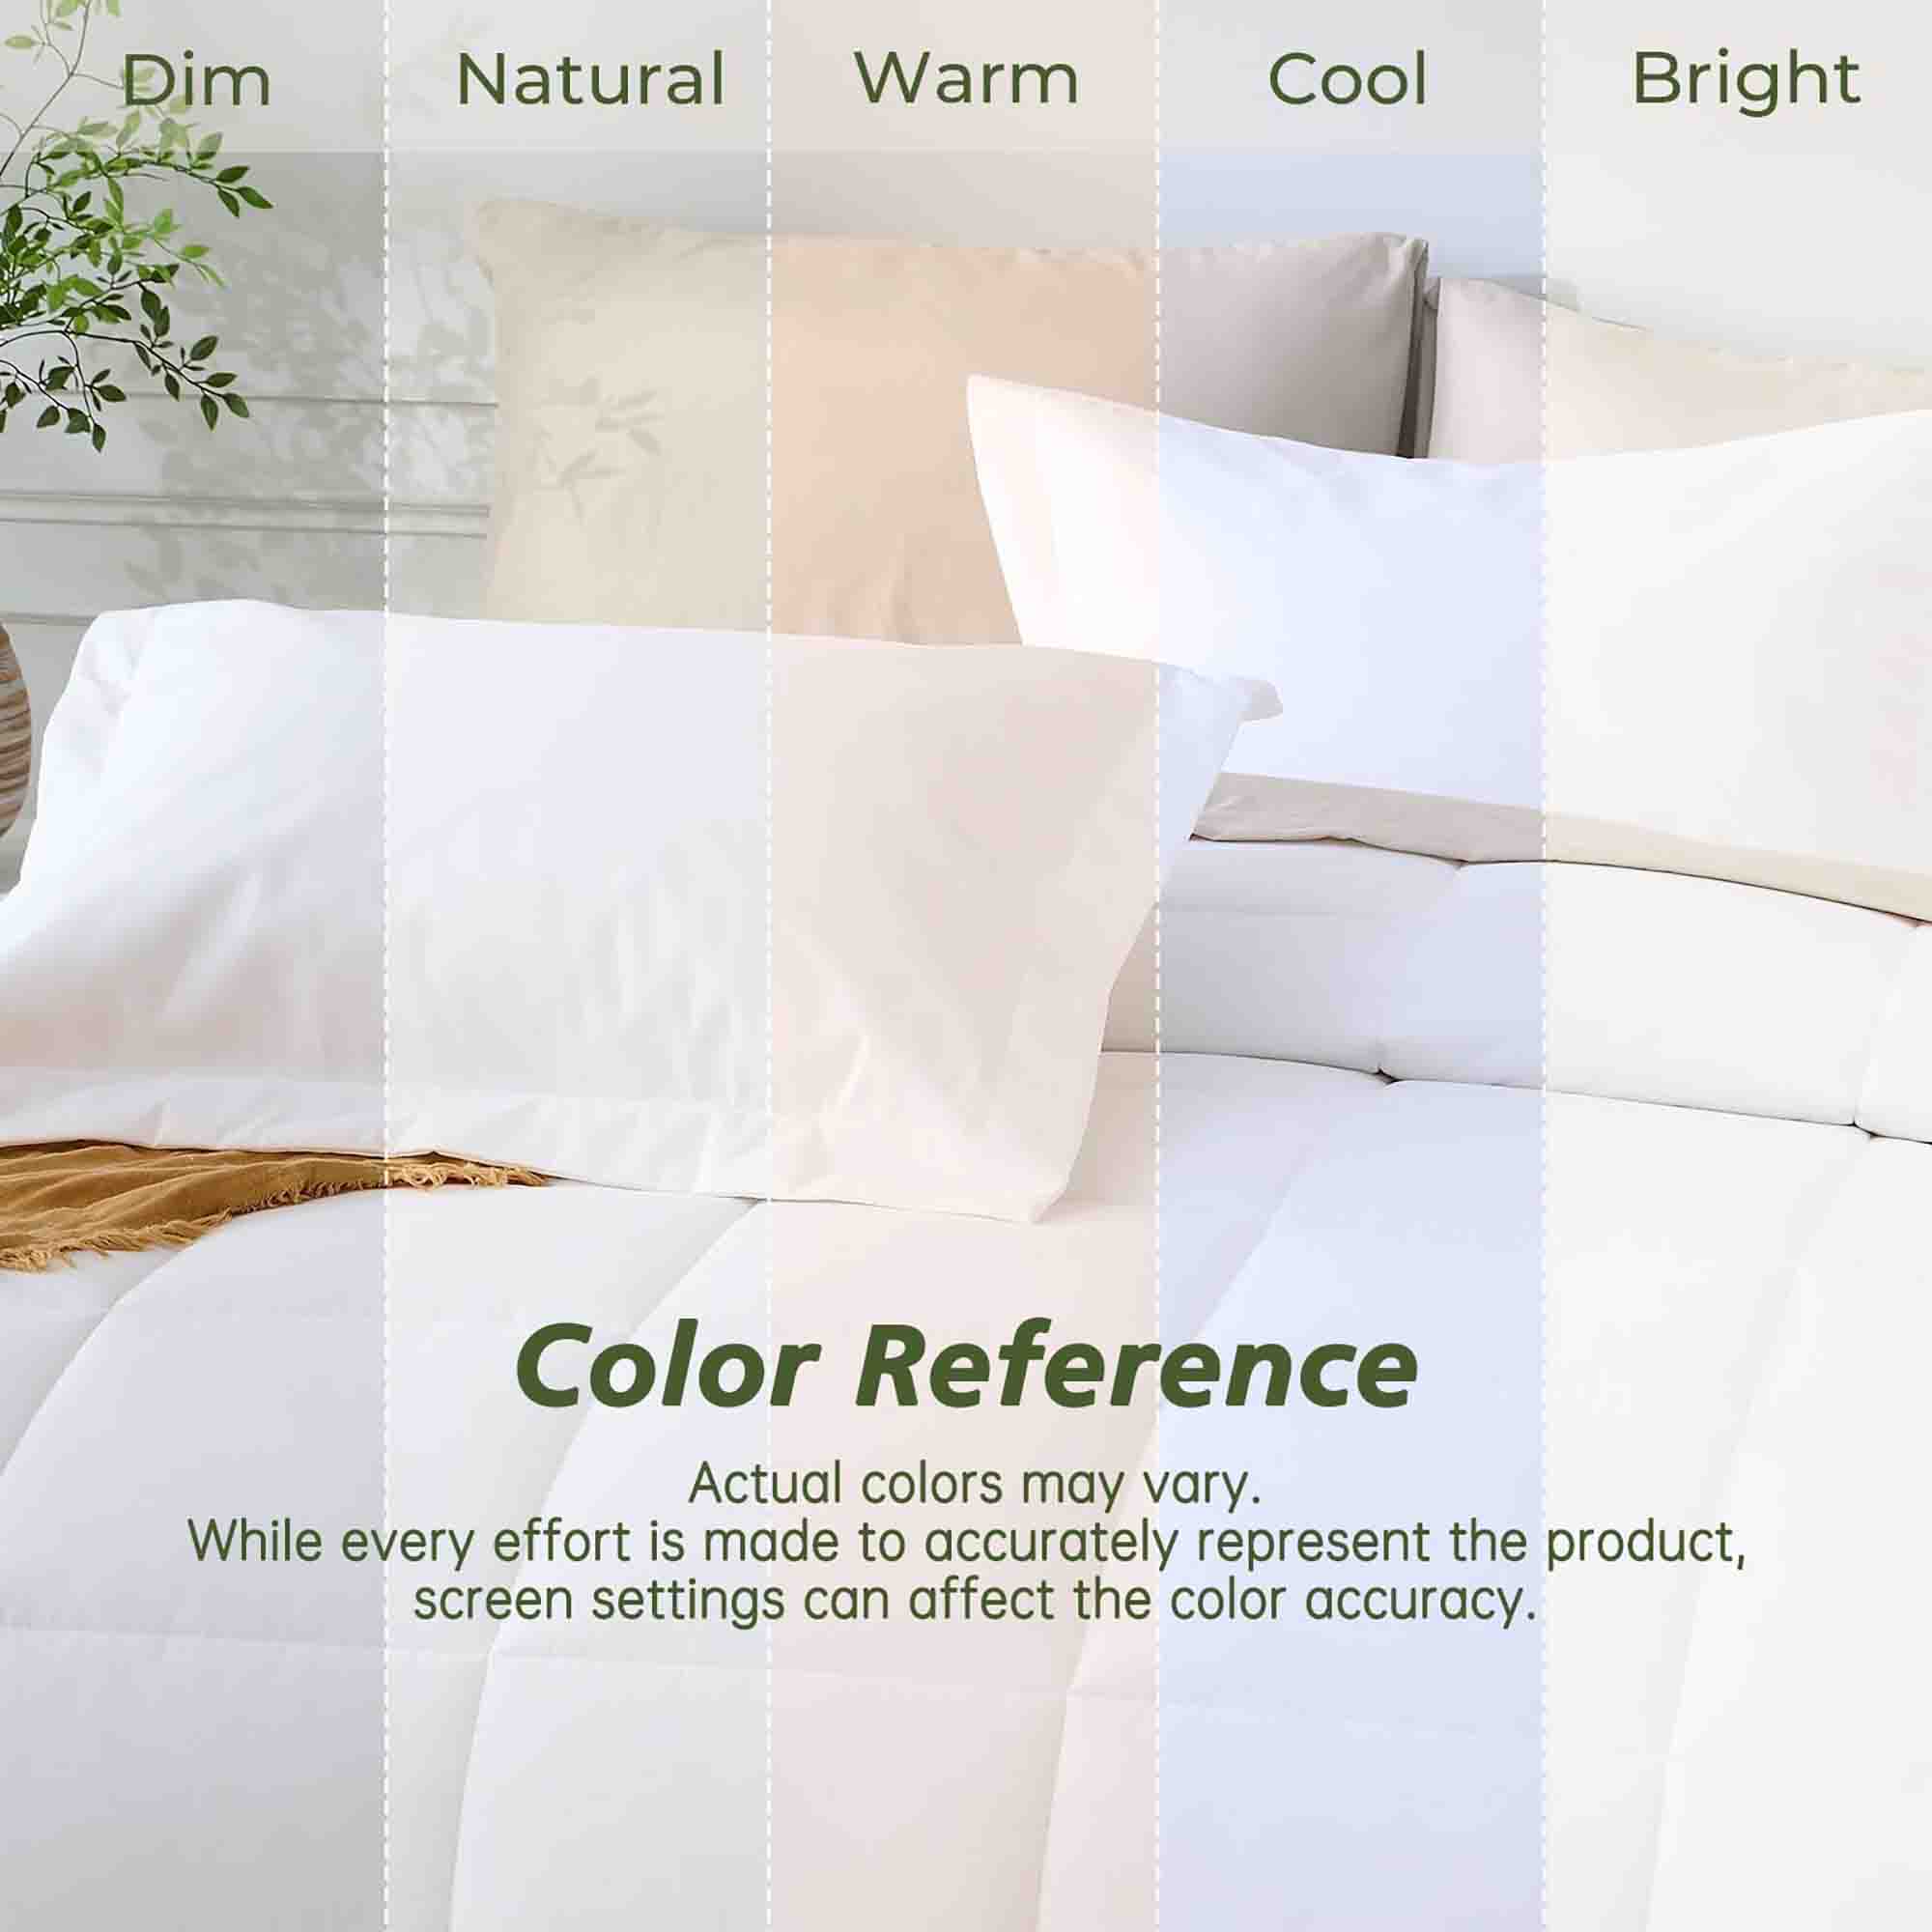 Dim Natural Warm Cool Bright
Color Reference
Actual colors may vary.
While every effort is made to accurately represent the product,
screen settings can affect the color accuracy.